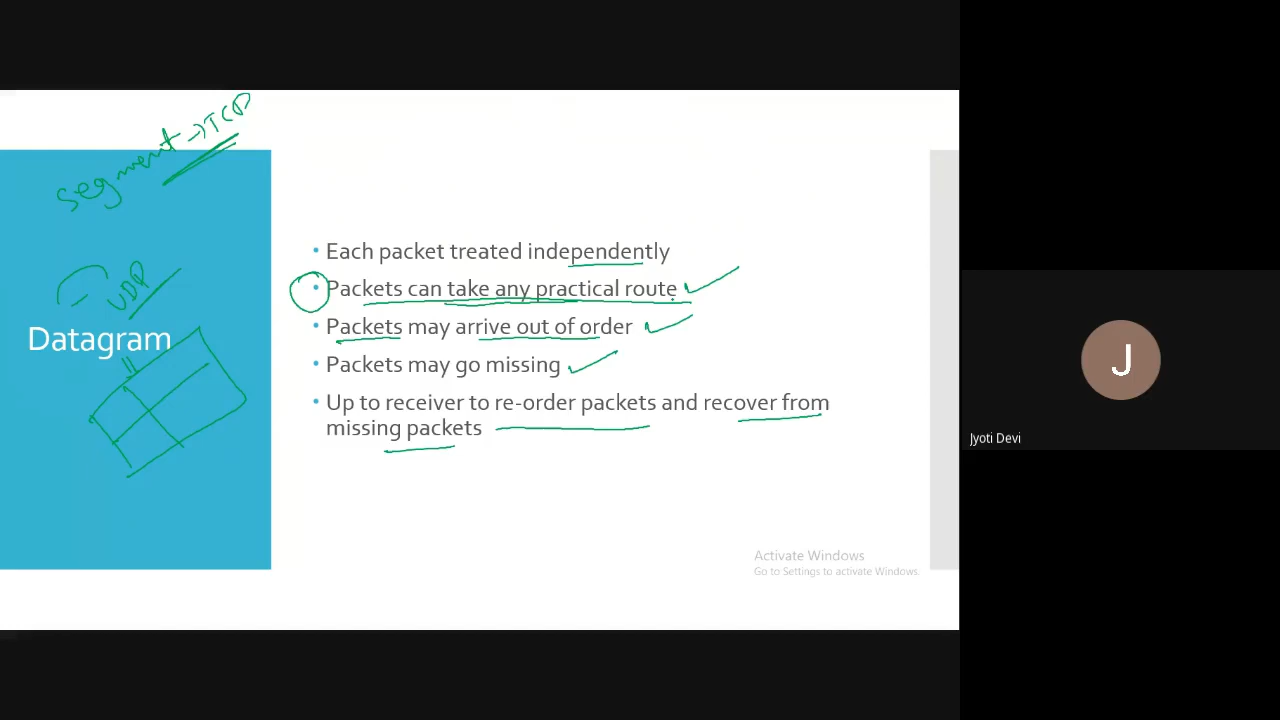 segment → TCP
UDP
Datagram
• Each packet treated independently
• Packets can take any practical route
• Packets may arrive out of order
• Packets may go missing
• Up to receiver to re-order packets and recover from
missing packets
Activate Windows
Go to Settings to activate Windows.
J
Jyoti Devi